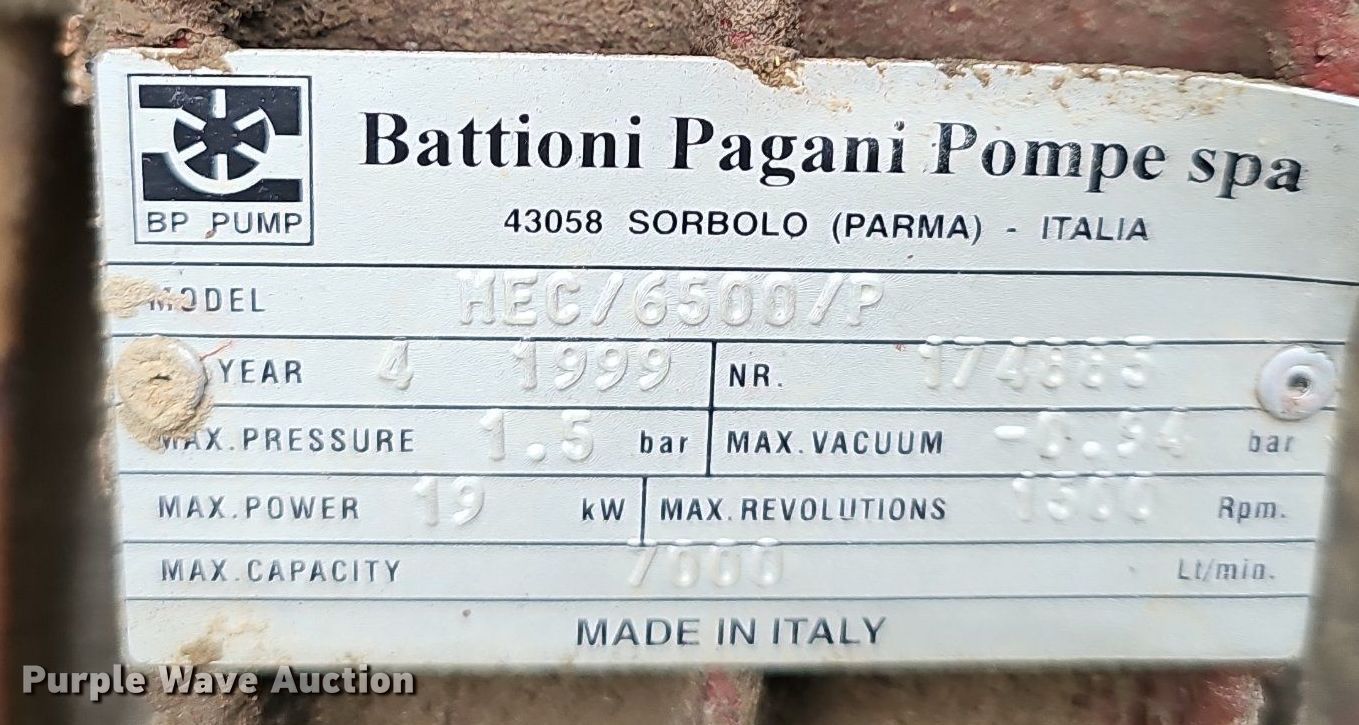 BP PUMP
Battioni Pagani Pompe spa
43058 SORBOLO (PARMA) - ITALIA
MODEL MEC/6500/P
YEAR 4 1999 NR. 174885
MAX.PRESSURE 1.5 bar MAX.VACUUM -0.94 bar
MAX.POWER 19 kW MAX.REVOLUTIONS Rpm.
MAX.CAPACITY 7000 Lt/min.
MADE IN ITALY
Purple Wave Auction